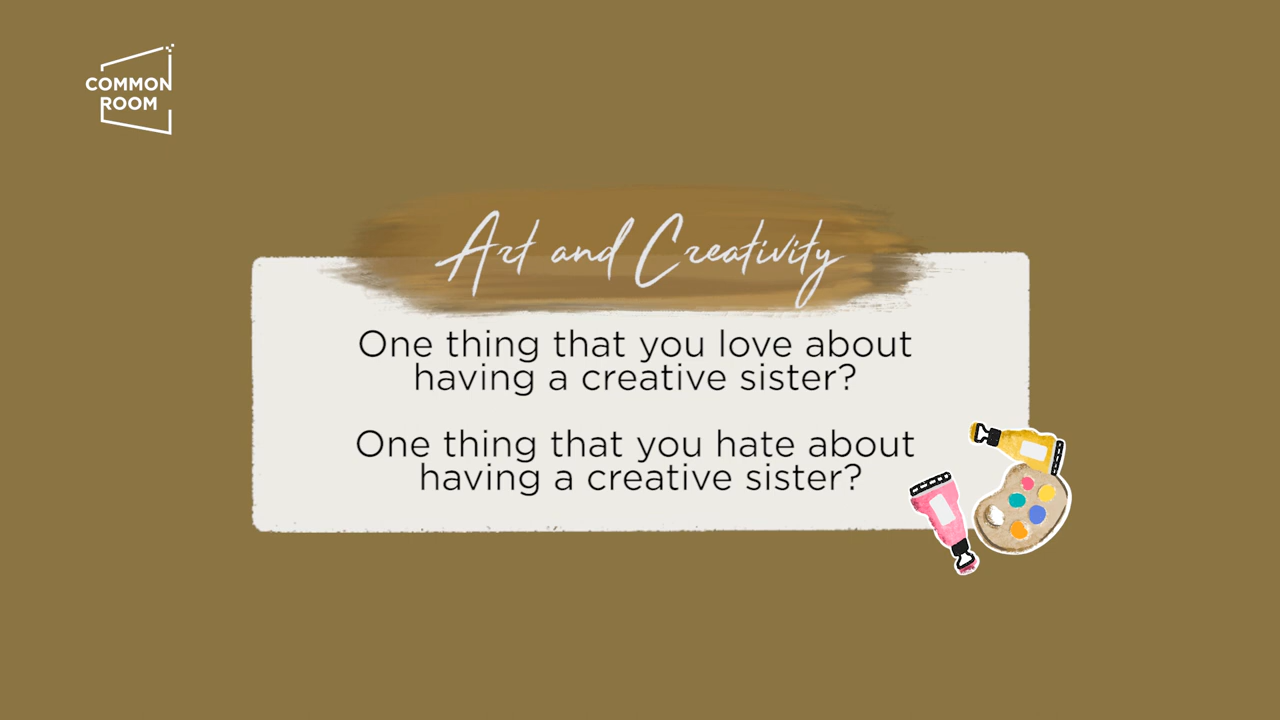 COMMON
ROOM
Art and Creativity
One thing that you love about
having a creative sister?
One thing that you hate about
having a creative sister?